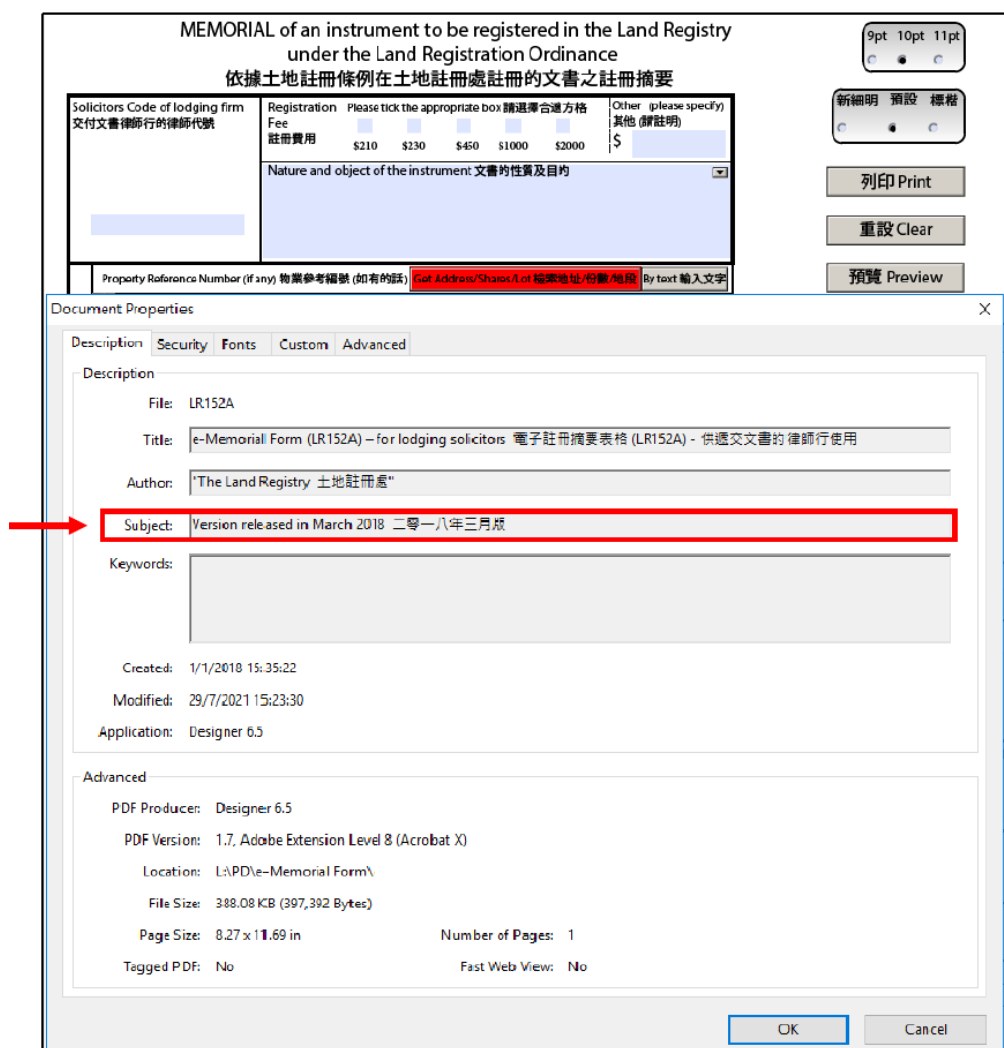 MEMORIAL of an instrument to be registered in the Land Registry
under the Land Registration Ordinance
依據土地註冊條例在土地註冊處註冊的文書之註冊摘要
9pt 10pt 11pt
Solicitors Code of lodging firm
交付文書律師行的律師代號
Registration Please tick the appropriate box 請選擇合適方格
Fee
註冊費用
$210 $230 $450 $1000 $2000
Other (please specify)
其他 (請註明)
$
新細明 預設 標楷
Nature and object of the instrument 文書的性質及目的
列印 Print
重設 Clear
預覽 Preview
Property Reference Number (if any) 物業參考編號 (如有的話) Get Address/Shares/Lot 檢索地址/份數/地段 By text 輸入文字
Document Properties X
Description Security Fonts Custom Advanced
Description
File: LR152A
Title: e-Memorial Form (LR152A) – for lodging solicitors 電子註冊摘要表格 (LR152A) - 供遞交文書的律師行使用
Author: "The Land Registry 土地註冊處"
Subject: Version released in March 2018 二零一八年三月版
Keywords:
Created: 1/1/2018 15:35:22
Modified: 29/7/2021 15:23:30
Application: Designer 6.5
Advanced
PDF Producer: Designer 6.5
PDF Version: 1.7, Adobe Extension Level 8 (Acrobat X)
Location: L:\PD\e-Memorial Form\
File Size: 388.08 KB (397,392 Bytes)
Page Size: 8.27 x 11.69 in Number of Pages: 1
Tagged PDF: No Fast Web View: No
OK Cancel